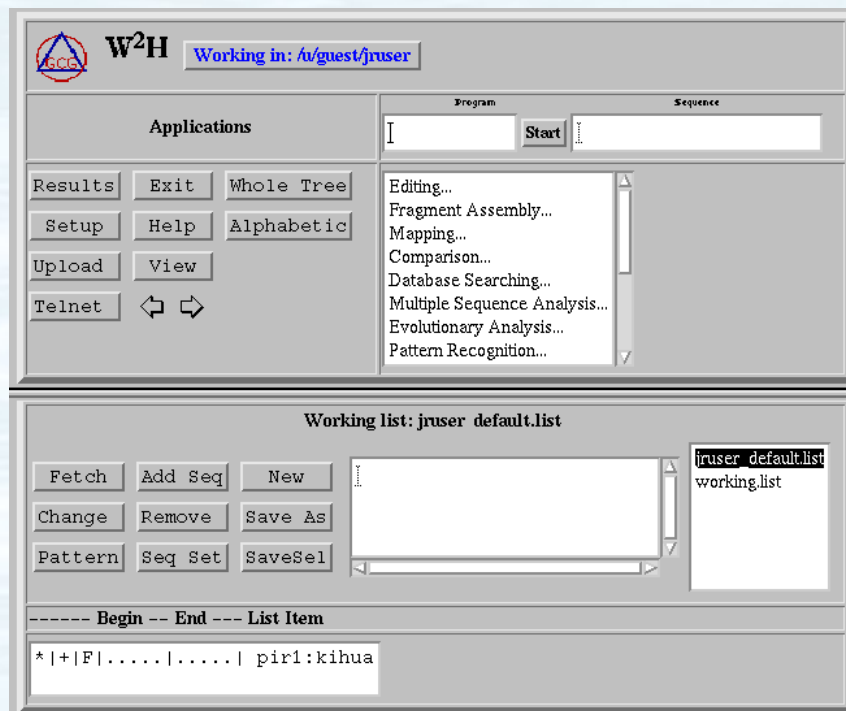 GCG
W2H
Working in: /u/guest/jruser
Applications
Program
Sequence
Start
Results Exit Whole Tree
Setup Help Alphabetic
Upload View
Telnet
Editing...
Fragment Assembly...
Mapping...
Comparison...
Database Searching...
Multiple Sequence Analysis...
Evolutionary Analysis...
Pattern Recognition...
Working list: jruser default.list
Fetch Add Seq New
Change Remove Save As
Pattern Seq Set SaveSel
jruser_default.list
working.list
------ Begin -- End --- List Item
*|+|F|.....|.....| pir1:kihua